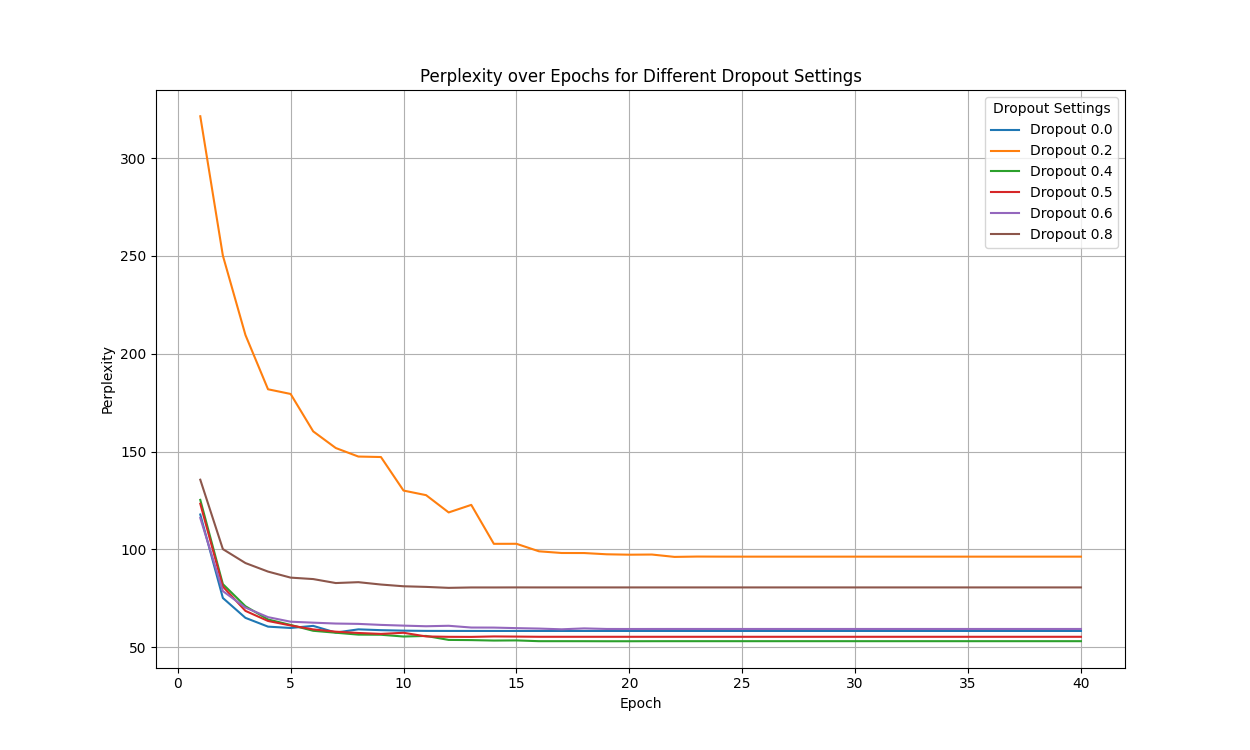 Perplexity over Epochs for Different Dropout Settings
Dropout Settings
Dropout 0.0
Dropout 0.2
Dropout 0.4
Dropout 0.5
Dropout 0.6
Dropout 0.8
Perplexity
300
250
200
150
100
50
0 5 10 15 20 25 30 35 40
Epoch